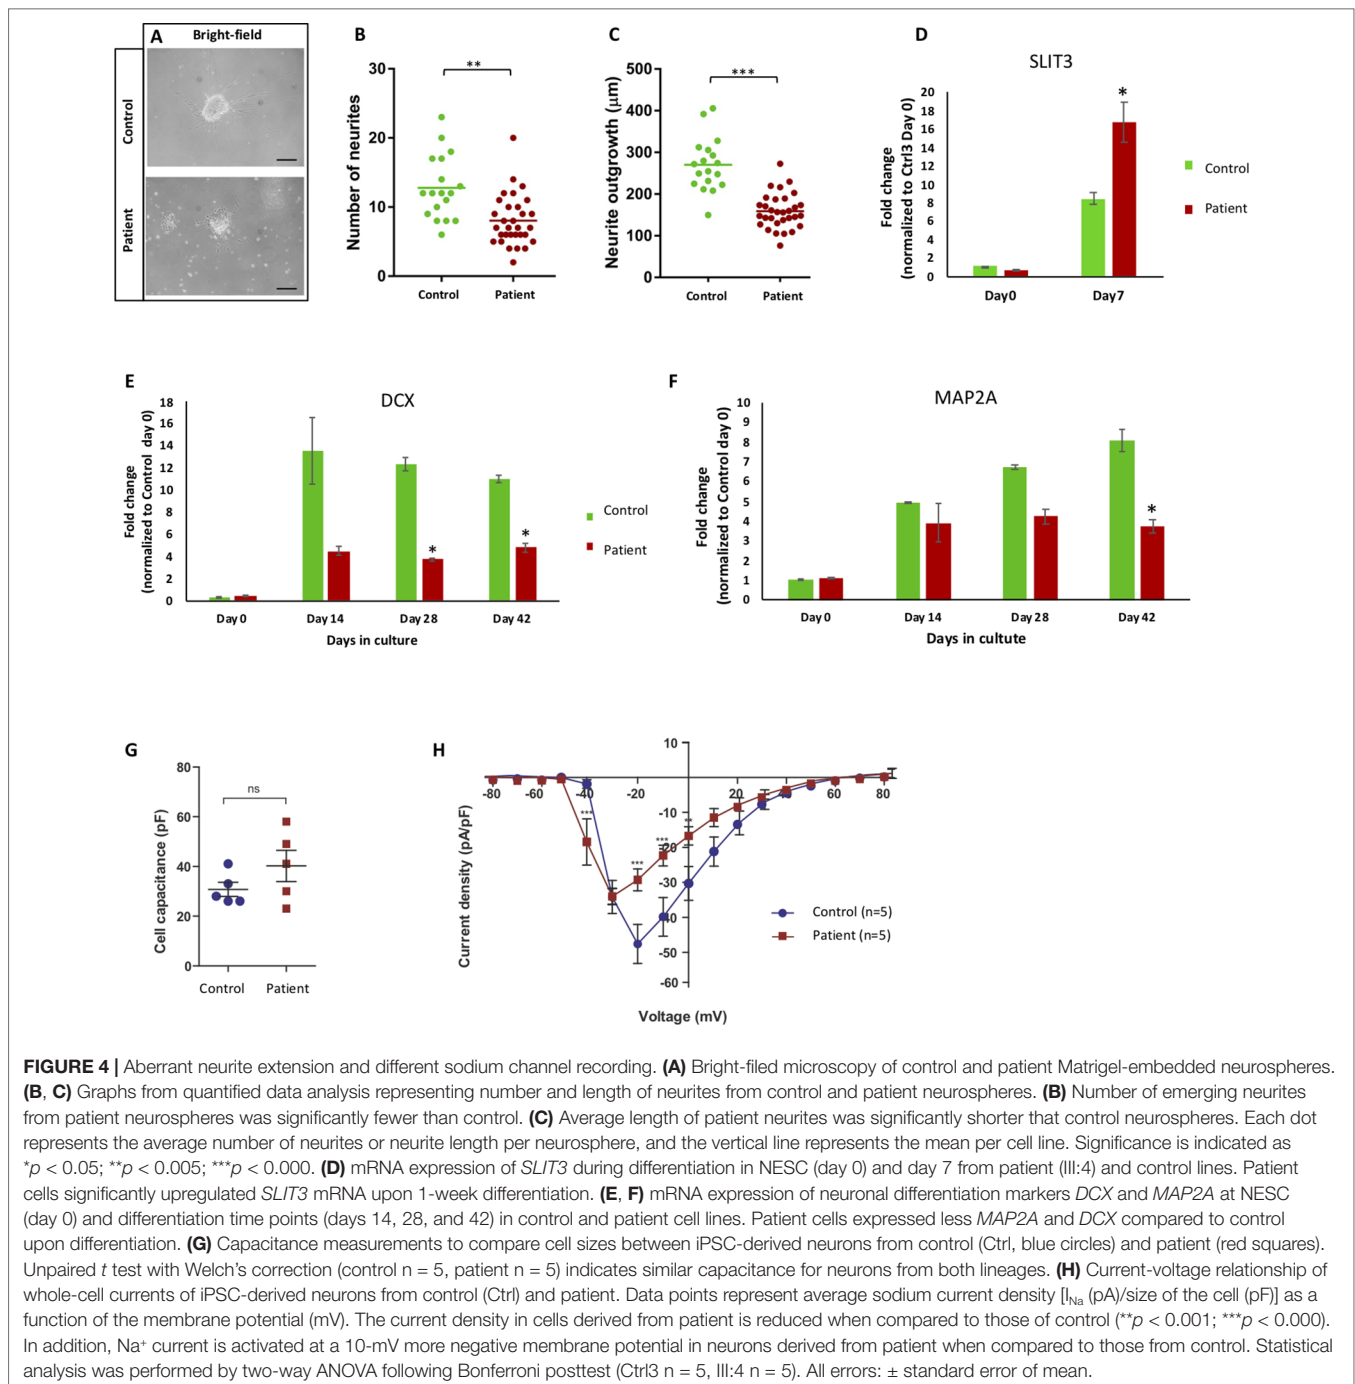 A
Bright-field
Control
Patient
B
Number of neurites
30
20
10
0
**
Control
Patient
C
Neurite outgrowth (μm)
500
400
300
200
100
0
***
Control
Patient
D
SLIT3
Fold change
(normalized to Ctrl3 Day 0)
20
18
16
14
12
10
8
6
4
2
0
*
Day0
Day7
Control
Patient
E
DCX
Fold change
(normalized to Control day 0)
18
16
14
12
10
8
6
4
2
0
*
*
Day 0
Day 14
Day 28
Day 42
Days in culture
Control
Patient
F
MAP2A
Fold change
(normalized to Control day 0)
10
9
8
7
6
5
4
3
2
1
0
*
Day 0
Day 14
Day 28
Day 42
Days in cultute
G
Cell capacitance (pF)
80
60
40
20
0
ns
Control
Patient
H
Current density (pA/pF)
10
-10
-20
-30
-40
-50
-60
-80
-60
-40
-20
20
40
60
80
***
***
***
**
Control (n=5)
Patient (n=5)
Voltage (mV)
FIGURE 4 | Aberrant neurite extension and different sodium channel recording. (A) Bright-filed microscopy of control and patient Matrigel-embedded neurospheres.
(B, C) Graphs from quantified data analysis representing number and length of neurites from control and patient neurospheres. (B) Number of emerging neurites
from patient neurospheres was significantly fewer than control. (C) Average length of patient neurites was significantly shorter that control neurospheres. Each dot
represents the average number of neurites or neurite length per neurosphere, and the vertical line represents the mean per cell line. Significance is indicated as
*p < 0.05; **p < 0.005; ***p < 0.000. (D) mRNA expression of SLIT3 during differentiation in NESC (day 0) and day 7 from patient (III:4) and control lines. Patient
cells significantly upregulated SLIT3 mRNA upon 1-week differentiation. (E, F) mRNA expression of neuronal differentiation markers DCX and MAP2A at NESC
(day 0) and differentiation time points (days 14, 28, and 42) in control and patient cell lines. Patient cells expressed less MAP2A and DCX compared to control
upon differentiation. (G) Capacitance measurements to compare cell sizes between iPSC-derived neurons from control (Ctrl, blue circles) and patient (red squares).
Unpaired t test with Welch's correction (control n = 5, patient n = 5) indicates similar capacitance for neurons from both lineages. (H) Current-voltage relationship of
whole-cell currents of iPSC-derived neurons from control (Ctrl) and patient. Data points represent average sodium current density [INa (pA)/size of the cell (pF)] as a
function of the membrane potential (mV). The current density in cells derived from patient is reduced when compared to those of control (**p < 0.001; ***p < 0.000).
In addition, Na⁺ current is activated at a 10-mV more negative membrane potential in neurons derived from patient when compared to those from control. Statistical
analysis was performed by two-way ANOVA following Bonferroni posttest (Ctrl3 n = 5, III:4 n = 5). All errors: ± standard error of mean.